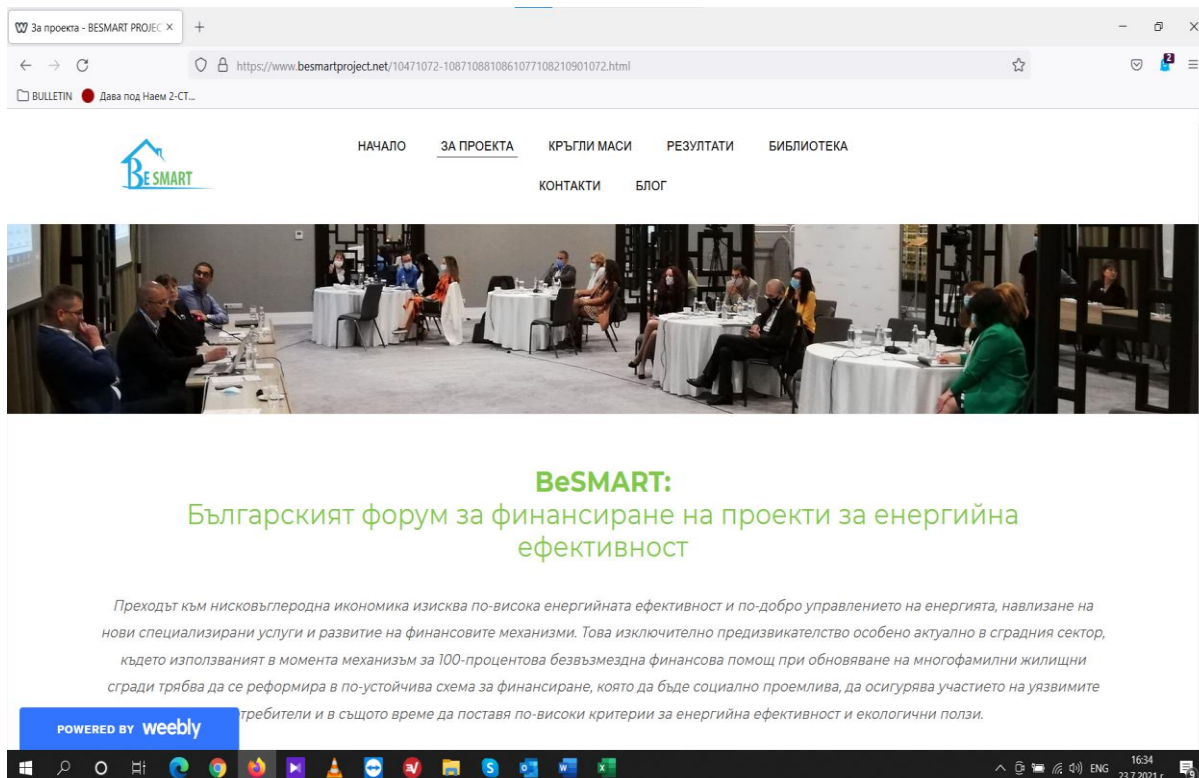 За проекта - BESMART PROJEC
https://www.besmartproject.net/10471072-1087108810861077108210901072.html
BULLETIN Дава под Наем 2-СТ...
BE SMART
НАЧАЛО ЗА ПРОЕКТА КРЪГЛИ МАСИ РЕЗУЛТАТИ БИБЛИОТЕКА
КОНТАКТИ БЛОГ
BeSMART:
Българският форум за финансиране на проекти за енергийна
ефективност
Преходът към нисковъглеродна икономика изисква по-висока енергийната ефективност и по-добро управлението на енергията, навлизане на
нови специализирани услуги и развитие на финансовите механизми. Това изключително предизвикателство особено актуално в сградния сектор,
където използваният в момента механизъм за 100-процентова безвъзмездна финансова помощ при обновяване на многофамилни жилищни
сгради трябва да се реформира в по-устойчива схема за финансиране, която да бъде социално проемлива, да осигурява участието на уязвимите
требители и в същото време да поставя по-високи критерии за енергийна ефективност и екологични ползи.
POWERED BY weebly
ENG 16:34
23.7.2021 г.